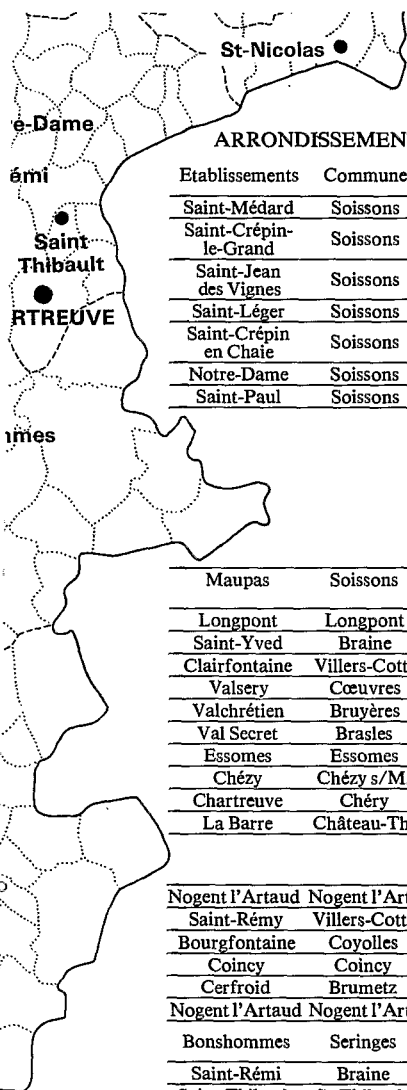 St-Nicolas
e-Dame
émi
Saint
Thibault
RTREUVE
mmes
ARRONDISSEMEN
Etablissements Commune
Saint-Médard Soissons
Saint-Crépin-
le-Grand Soissons
Saint-Jean
des Vignes Soissons
Saint-Léger Soissons
Saint-Crépin
en Chaie Soissons
Notre-Dame Soissons
Saint-Paul Soissons
Maupas Soissons
Longpont Longpont
Saint-Yved Braine
Clairfontaine Villers-Cott
Valsery Cœuvres
Valchrétien Bruyères
Val Secret Brasles
Essomes Essomes
Chézy Chézy s/M
Chartreuve Chéry
La Barre Château-Th
Nogent l'Artaud Nogent l'Art
Saint-Rémy Villers-Cott
Bourgfontaine Coyolles
Coincy Coincy
Cerfroid Brumetz
Nogent l'Artaud Nogent l'Art
Bonshommes Seringes
Saint-Rémi Braine